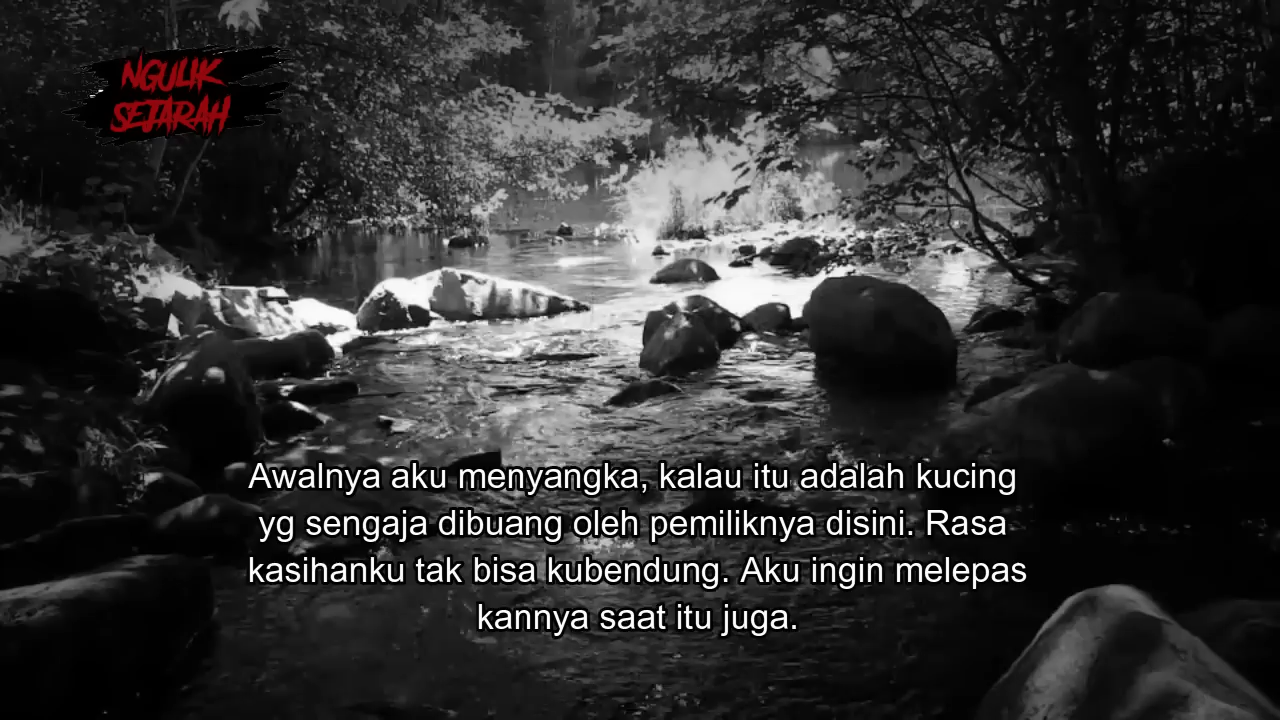 NGULIK
SEJARAH
Awalnya aku menyangka, kalau itu adalah kucing
yg sengaja dibuang oleh pemiliknya disini. Rasa
kasihanku tak bisa kubendung. Aku ingin melepas
kannya saat itu juga.